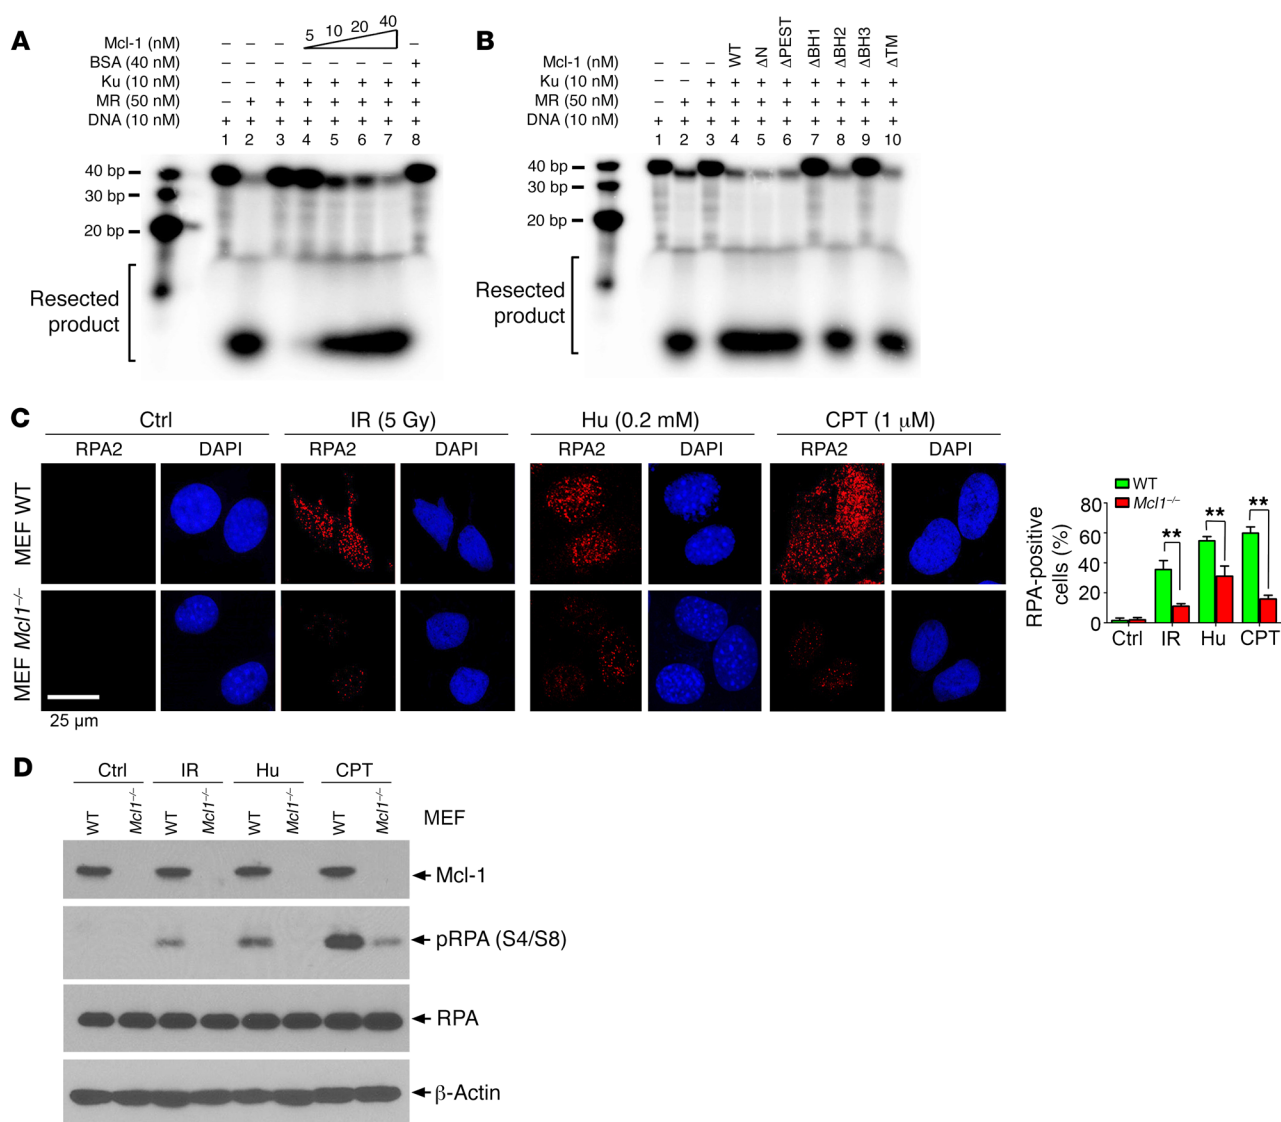 A
Mcl-1 (nM) – – – 5 10 20 40 –
BSA (40 nM) – – – +
Ku (10 nM) – – + + + + + +
MR (50 nM) – + + + + + + +
DNA (10 nM) + + + + + + + +
1 2 3 4 5 6 7 8
40 bp
30 bp
20 bp
Resected
product
B
Mcl-1 (nM) – – – WT ΔN ΔPEST ΔBH1 ΔBH2 ΔBH3 ΔTM
Ku (10 nM) – – + + + + + + + +
MR (50 nM) – + + + + + + + + +
DNA (10 nM) + + + + + + + + + +
1 2 3 4 5 6 7 8 9 10
40 bp
30 bp
20 bp
Resected
product
C
Ctrl IR (5 Gy) Hu (0.2 mM) CPT (1 μM)
RPA2 DAPI RPA2 DAPI RPA2 DAPI RPA2 DAPI
MEF WT
MEF Mcl1–/–
25 μm
WT
Mcl1–/–
RPA-positive
cells (%)
80
60
40
20
0
** ** **
Ctrl IR Hu CPT
D
Ctrl IR Hu CPT
WT Mcl1–/– WT Mcl1–/– WT Mcl1–/– WT Mcl1–/–
MEF
Mcl-1
pRPA (S4/S8)
RPA
β-Actin